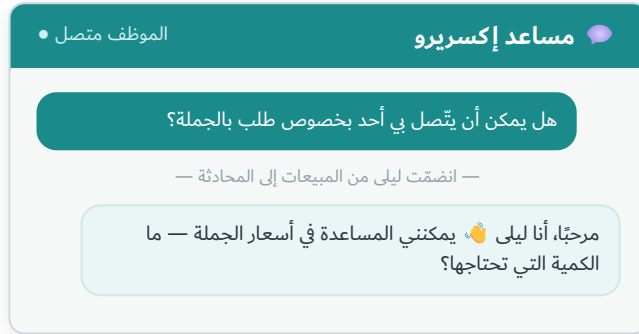 💬 مساعد إكسريرو
● الموظف متصل
هل يمكن أن يتّصل بي أحد بخصوص طلب بالجملة؟
— انضمّت ليلى من المبيعات إلى المحادثة —
مرحبًا، أنا ليلى 👋 يمكنني المساعدة في أسعار الجملة — ما
الكمية التي تحتاجها؟